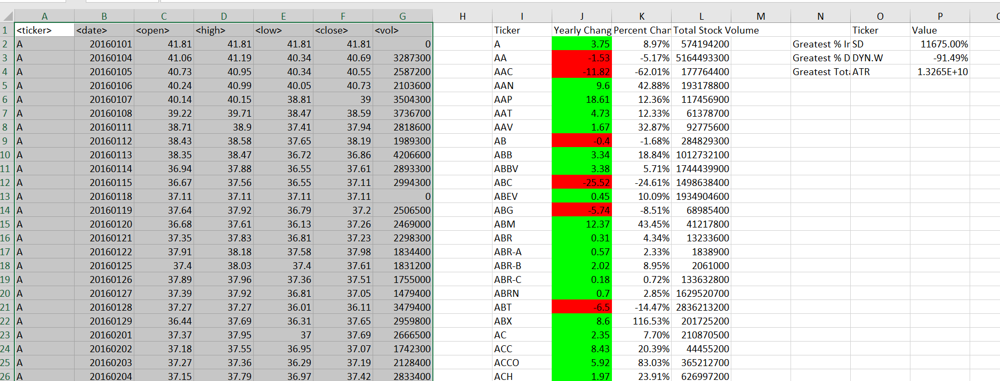 A B C D E F G H I J K L M N O P
1 <ticker> <date> <open> <high> <low> <close> <vol> Ticker Yearly Chang Percent Chan Total Stock Volume Ticker Value
2 A 20160101 41.81 41.81 41.81 41.81 0 A 3.75 8.97% 574194200 Greatest % In SD 11675.00%
3 A 20160104 41.06 41.19 40.34 40.69 3287300 AA -1.53 -5.17% 5164493300 Greatest % D DYN.W -91.49%
4 A 20160105 40.73 40.95 40.34 40.55 2587200 AAC -11.82 -62.01% 177764400 Greatest Tota ATR 1.3265E+10
5 A 20160106 40.24 40.99 40.05 40.73 2103600 AAN 9.6 42.88% 193178800
6 A 20160107 40.14 40.15 38.81 39 3504300 AAP 18.61 12.36% 117456900
7 A 20160108 39.22 39.71 38.47 38.59 3736700 AAT 4.73 12.33% 61378700
8 A 20160111 38.71 38.9 37.41 37.94 2818600 AAV 1.67 32.87% 92775600
9 A 20160112 38.43 38.58 37.65 38.19 1989300 AB -0.4 -1.68% 284829300
10 A 20160113 38.35 38.47 36.72 36.86 4206600 ABB 3.34 18.84% 1012732100
11 A 20160114 36.94 37.88 36.55 37.61 2893300 ABBV 3.38 5.71% 1744439900
12 A 20160115 36.67 37.56 36.55 37.11 2994300 ABC -25.52 -24.61% 1498638400
13 A 20160118 37.11 37.11 37.11 37.11 0 ABEV 0.45 10.09% 1934904600
14 A 20160119 37.64 37.92 36.79 37.2 2506500 ABG -5.74 -8.51% 68985400
15 A 20160120 36.68 37.61 36.13 37.26 2469000 ABM 12.37 43.45% 41217800
16 A 20160121 37.35 37.83 36.81 37.23 2298300 ABR 0.31 4.34% 13233600
17 A 20160122 37.91 38.18 37.58 37.98 1834400 ABR-A 0.57 2.33% 1838900
18 A 20160125 37.4 38.03 37.4 37.61 1831200 ABR-B 2.02 8.95% 2061000
19 A 20160126 37.89 37.96 37.36 37.51 1755000 ABR-C 0.18 0.72% 133632800
20 A 20160127 37.39 37.92 36.81 37.05 1479400 ABRN 0.7 2.85% 1629520700
21 A 20160128 37.27 37.27 36.01 36.11 3479400 ABT -6.5 -14.47% 2836213200
22 A 20160129 36.44 37.69 36.31 37.65 2959800 ABX 8.6 116.53% 201725200
23 A 20160201 37.37 37.95 37 37.69 2666500 AC 2.35 7.70% 210870500
24 A 20160202 37.18 37.55 36.95 37.07 1742300 ACC 8.43 20.39% 44455200
25 A 20160203 37.27 37.36 36.29 37.19 2128400 ACCO 5.92 83.03% 365212700
26 A 20160204 37.15 37.79 36.97 37.42 2833400 ACH 1.97 23.91% 626997200